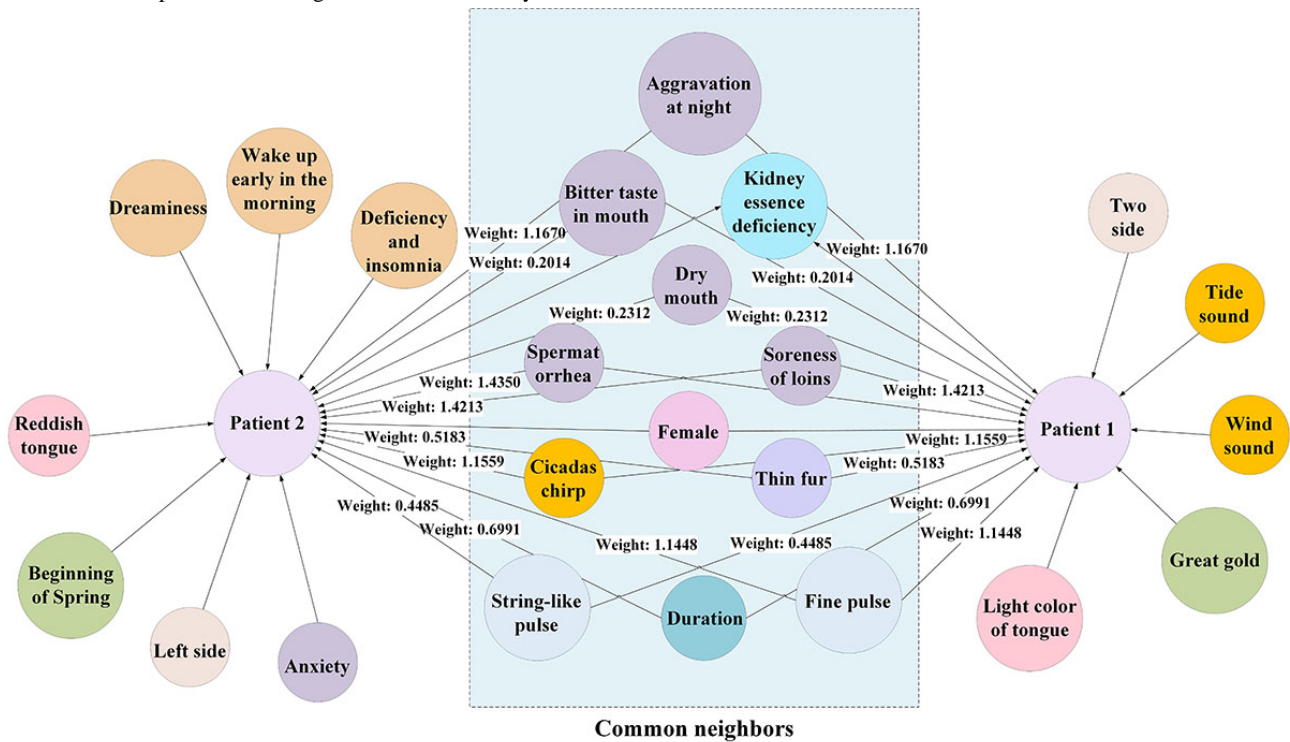 Aggravation
at night
Wake up
early in the
morning
Dreaminess
Deficiency
and
insomnia
Bitter taste
in mouth
Kidney
essence
deficiency
Two
side
Weight: 1.1670
Weight: 0.2014
Weight: 1.1670
Weight: 0.2014
Dry
mouth
Tide
sound
Weight: 0.2312
Weight: 0.2312
Spermat
orrhea
Soreness
of loins
Weight: 1.4350
Weight: 1.4213
Weight: 1.4213
Reddish
tongue
Patient 2
Female
Patient 1
Wind
sound
Weight: 0.5183
Weight: 1.1559
Weight: 1.1559
Weight: 0.5183
Cicadas
chirp
Thin fur
Weight: 0.4485
Weight: 0.6991
Weight: 1.1448
Weight: 0.4485
Weight: 0.6991
Weight: 1.1448
Beginning
of Spring
String-like
pulse
Duration
Fine pulse
Great gold
Light color
of tongue
Left side
Anxiety
Common neighbors